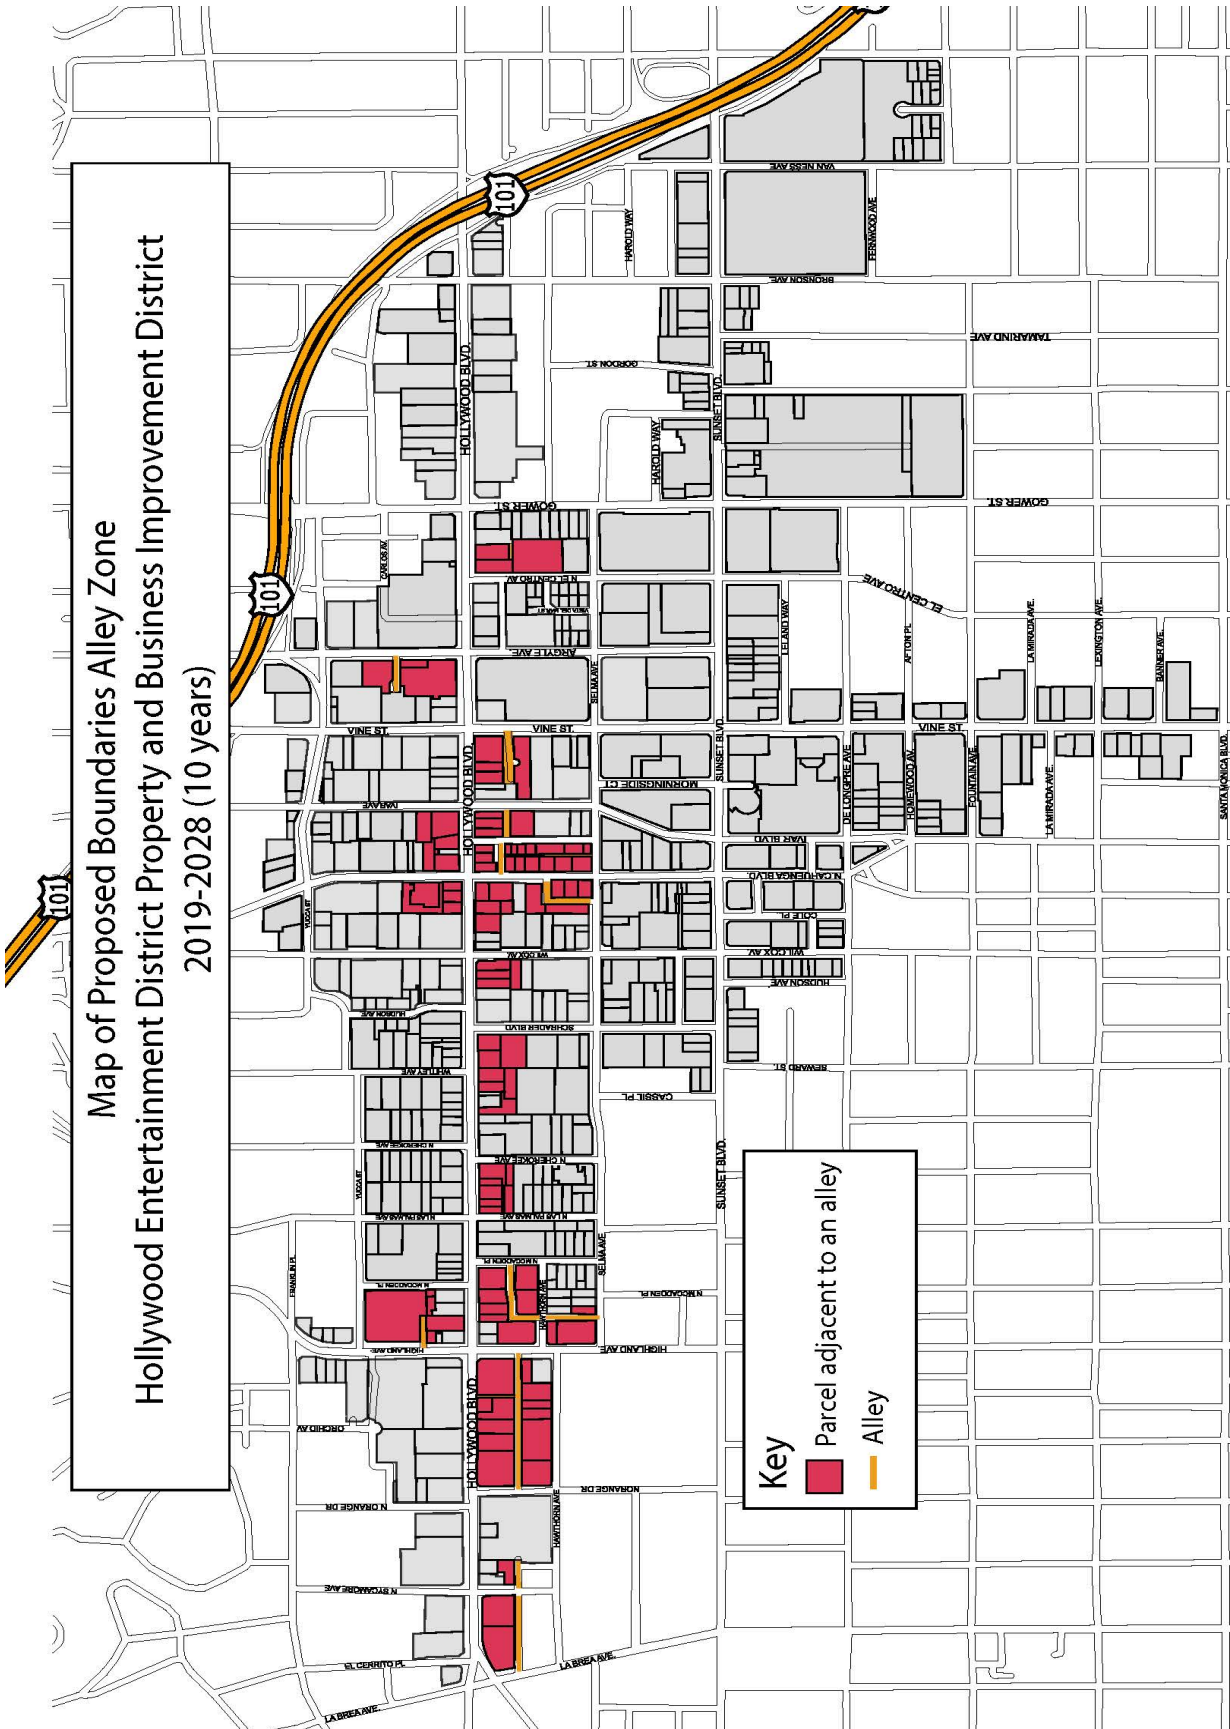 Map of Proposed Boundaries Alley Zone
Hollywood Entertainment District Property and Business Improvement District
2019-2028 (10 years)
101
101
101
LA BREA AVE.
EL CERRITO PL
N SYCAMORE AVE
N ORANGE DR
ORCHID AV
FRANKLIN PL
HIGHLAND AVE
N MCCADDEN PL
N LAS PALMAS AVE
YUCCA ST
N CHEROKEE AVE
WHITLEY AVE
HUDSON AVE
YUCCA ST
IVAR AVE
VINE ST.
CARLOS AV.
HOLLYWOOD BLVD.
HOLLYWOOD BLVD.
HOLLYWOOD BLVD.
LA BREA AVE.
HAWTHORN AVE
N ORANGE DR
HIGHLAND AVE
HAWTHORN AVE
N MCCADDEN PL
N MCCADDEN PL
SELMA AVE.
N LAS PALMAS AVE
N CHEROKEE AVE
CASSIL PL
SCHRADER BLVD
WILCOX AV.
MORNINGSIDE CT
VINE ST.
SELMA AVE.
ARGYLE AVE.
VISTA DEL MAR ST
N EL CENTRO AV
GOWER ST.
HAROLD WAY
GORDON ST.
HAROLD WAY
SUNSET BLVD.
SUNSET BLVD.
SUNSET BLVD.
SEWARD ST.
HUDSON AVE.
WILCOX AV.
COLE PL.
N CAHUENGA BLVD.
IVAR BLVD
DE LONGPRE AVE
HOMEWOOD AV.
VINE ST.
FOUNTAIN AVE.
LA MIRADA AVE.
SANTA MONICA BLVD.
LELAND WAY
EL CENTRO AVE
AFTON PL
LA MIRADA AVE.
LEXINGTON AVE.
BANNER AVE.
GOWER ST.
TAMARIND AVE
BRONSON AVE.
FERNWOOD AVE
VAN NESS AVE
Key
Parcel adjacent to an alley
Alley